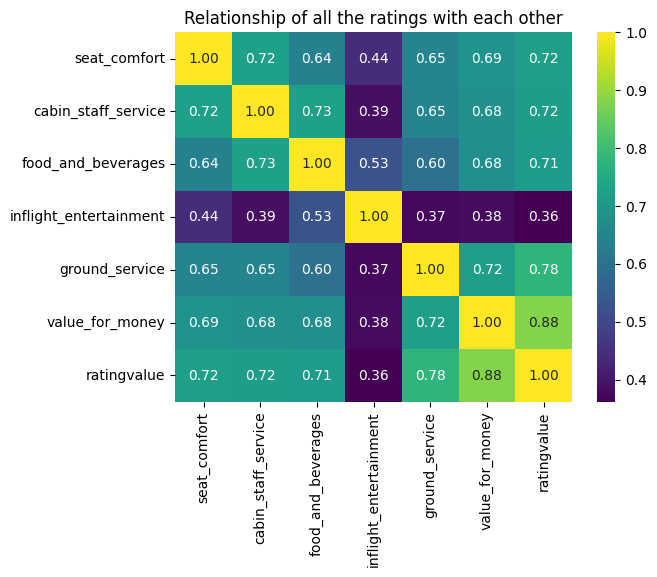 Relationship of all the ratings with each other
seat_comfort 1.00 0.72 0.64 0.44 0.65 0.69 0.72
cabin_staff_service 0.72 1.00 0.73 0.39 0.65 0.68 0.72
food_and_beverages 0.64 0.73 1.00 0.53 0.60 0.68 0.71
inflight_entertainment 0.44 0.39 0.53 1.00 0.37 0.38 0.36
ground_service 0.65 0.65 0.60 0.37 1.00 0.72 0.78
value_for_money 0.69 0.68 0.68 0.38 0.72 1.00 0.88
ratingvalue 0.72 0.72 0.71 0.36 0.78 0.88 1.00
seat_comfort
cabin_staff_service
food_and_beverages
inflight_entertainment
ground_service
value_for_money
ratingvalue
1.0
0.9
0.8
0.7
0.6
0.5
0.4